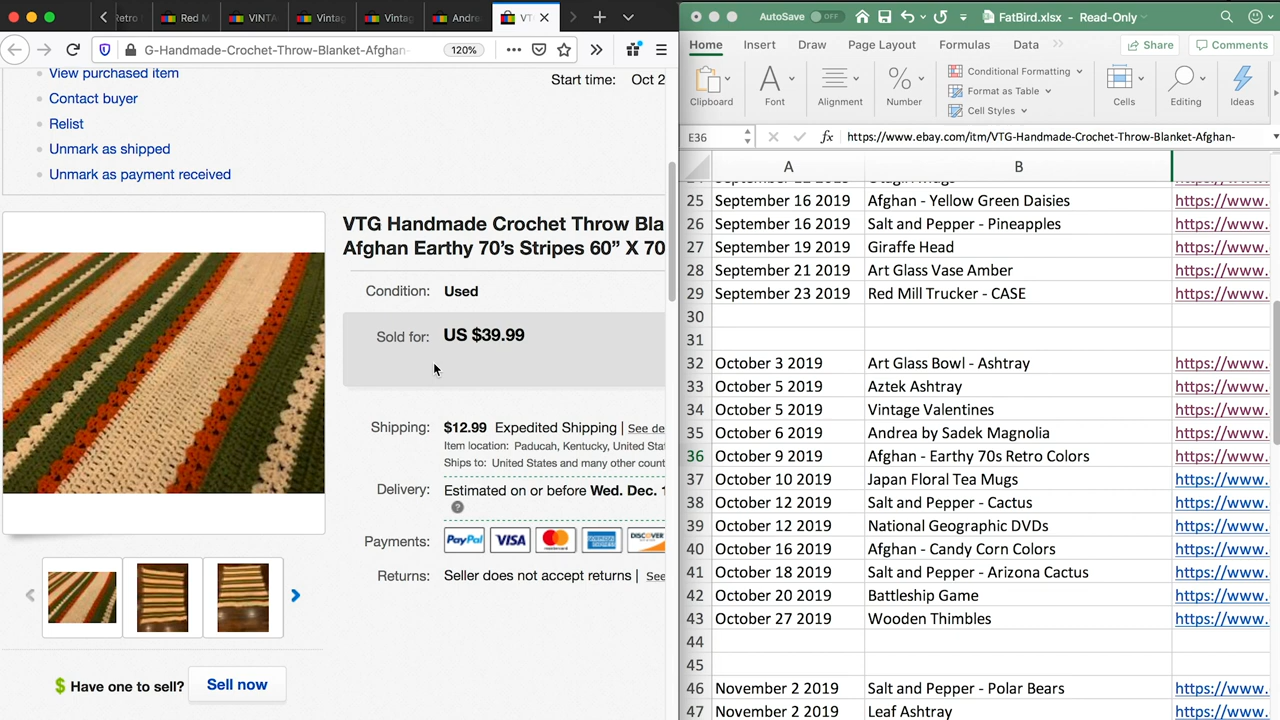 Retro F
Red M
VINTA
Vintag
Vintag
Andre
VT
AutoSave OFF
FatBird.xlsx - Read-Only
G-Handmade-Crochet-Throw-Blanket-Afghan-
120%
Home Insert Draw Page Layout Formulas Data
Share Comments
Clipboard Font Alignment Number
Conditional Formatting
Format as Table
Cell Styles
Cells Editing Ideas
E36
fx https://www.ebay.com/itm/VTG-Handmade-Crochet-Throw-Blanket-Afghan-
View purchased item
Contact buyer
Relist
Unmark as shipped
Unmark as payment received
Start time: Oct 2
VTG Handmade Crochet Throw Bla
Afghan Earthy 70’s Stripes 60” X 70
Condition: Used
Sold for: US $39.99
Shipping: $12.99 Expedited Shipping | See de
Item location: Paducah, Kentucky, United Stat
Ships to: United States and many other count
Delivery: Estimated on or before Wed. Dec. 1
Payments: PayPal VISA MasterCard AMERICAN EXPRESS DISCOVER
Returns: Seller does not accept returns | See
$ Have one to sell? Sell now
A B
25 September 16 2019 Afghan - Yellow Green Daisies https://www.
26 September 16 2019 Salt and Pepper - Pineapples https://www.
27 September 19 2019 Giraffe Head https://www.
28 September 21 2019 Art Glass Vase Amber https://www.
29 September 23 2019 Red Mill Trucker - CASE https://www.
30
31
32 October 3 2019 Art Glass Bowl - Ashtray https://www.
33 October 5 2019 Aztek Ashtray https://www.
34 October 5 2019 Vintage Valentines https://www.
35 October 6 2019 Andrea by Sadek Magnolia https://www.
36 October 9 2019 Afghan - Earthy 70s Retro Colors https://www.
37 October 10 2019 Japan Floral Tea Mugs https://www.
38 October 12 2019 Salt and Pepper - Cactus https://www.
39 October 12 2019 National Geographic DVDs https://www.
40 October 16 2019 Afghan - Candy Corn Colors https://www.
41 October 18 2019 Salt and Pepper - Arizona Cactus https://www.
42 October 20 2019 Battleship Game https://www.
43 October 27 2019 Wooden Thimbles https://www.
44
45
46 November 2 2019 Salt and Pepper - Polar Bears https://www.
47 November 2 2019 Leaf Ashtray https://www.